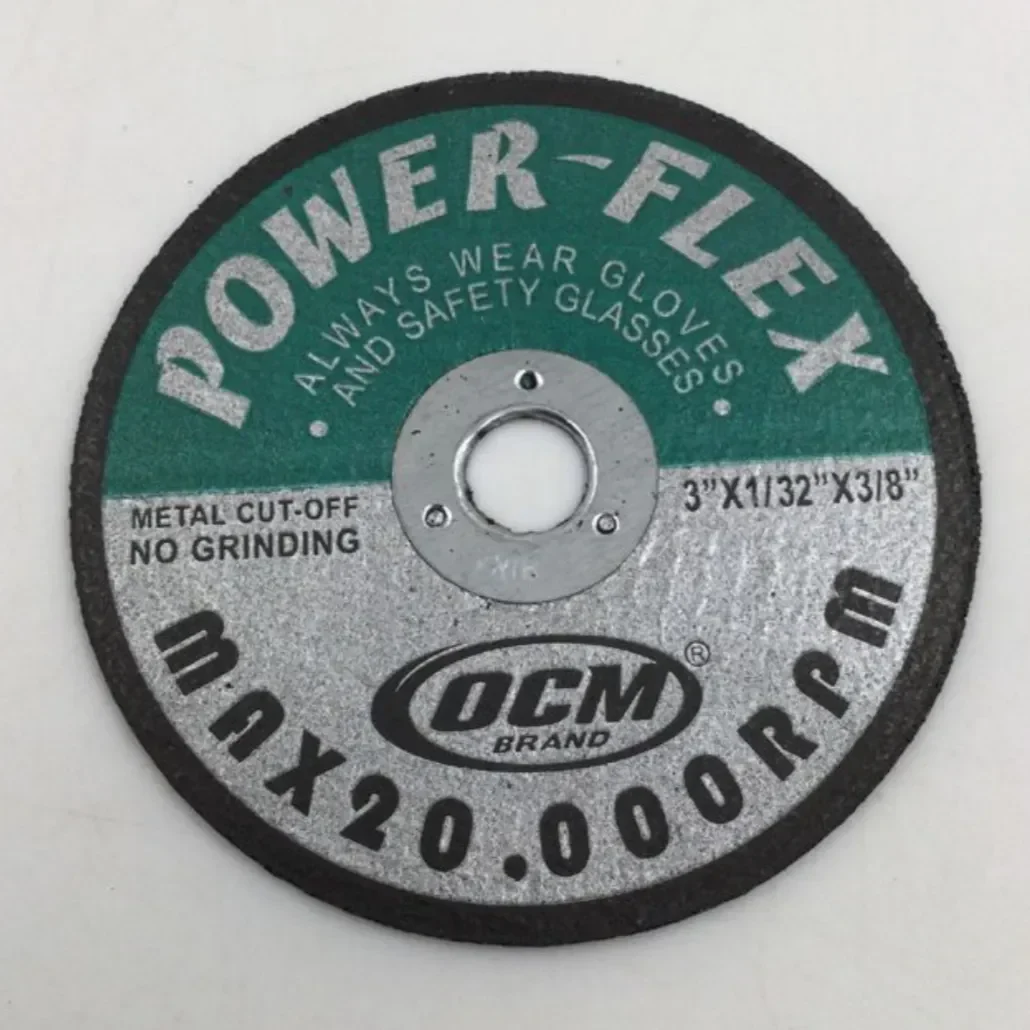 POWER-FLEX
ALWAYS WEAR GLOVES
AND SAFETY GLASSES
METAL CUT-OFF
NO GRINDING
3"X1/32"X3/8"
OCM®
BRAND
MAX20.000RPM